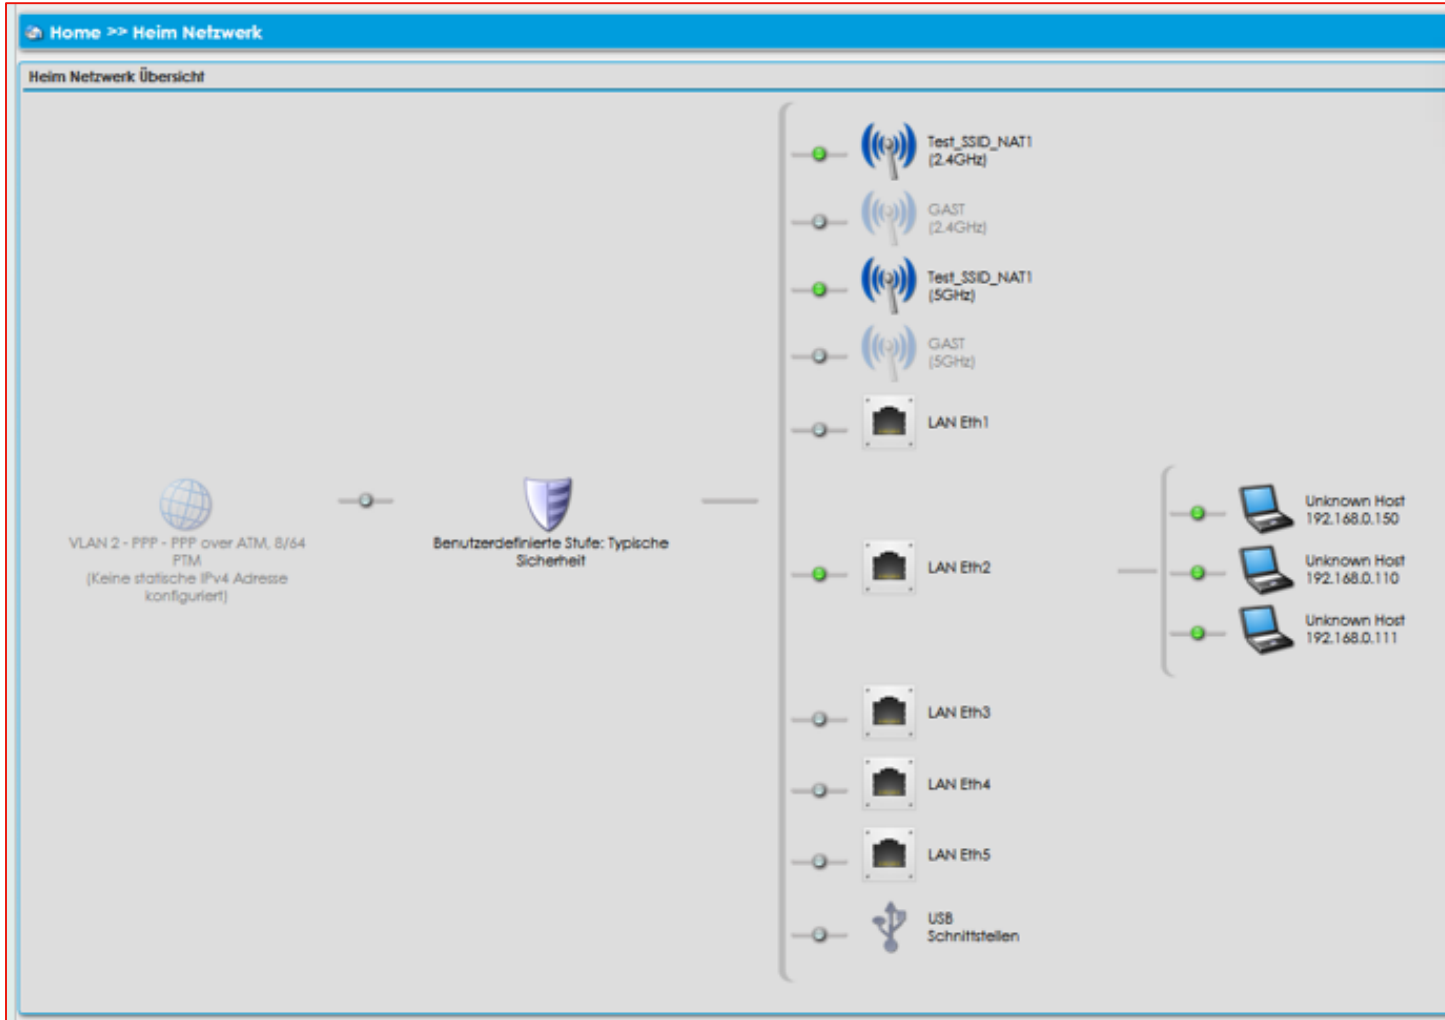 Home >> Heim Netzwerk
Heim Netzwerk Übersicht
Test_SSID_NAT1
(2.4GHz)
GAST
(2.4GHz)
Test_SSID_NAT1
(5GHz)
GAST
(5GHz)
LAN Eth1
VLAN 2 - PPP - PPP over ATM, 8/64
PTM
(Keine statische IPv4 Adresse
konfiguriert)
Benutzerdefinierte Stufe: Typische
Sicherheit
LAN Eth2
Unknown Host
192.168.0.150
Unknown Host
192.168.0.110
Unknown Host
192.168.0.111
LAN Eth3
LAN Eth4
LAN Eth5
USB
Schnittstellen